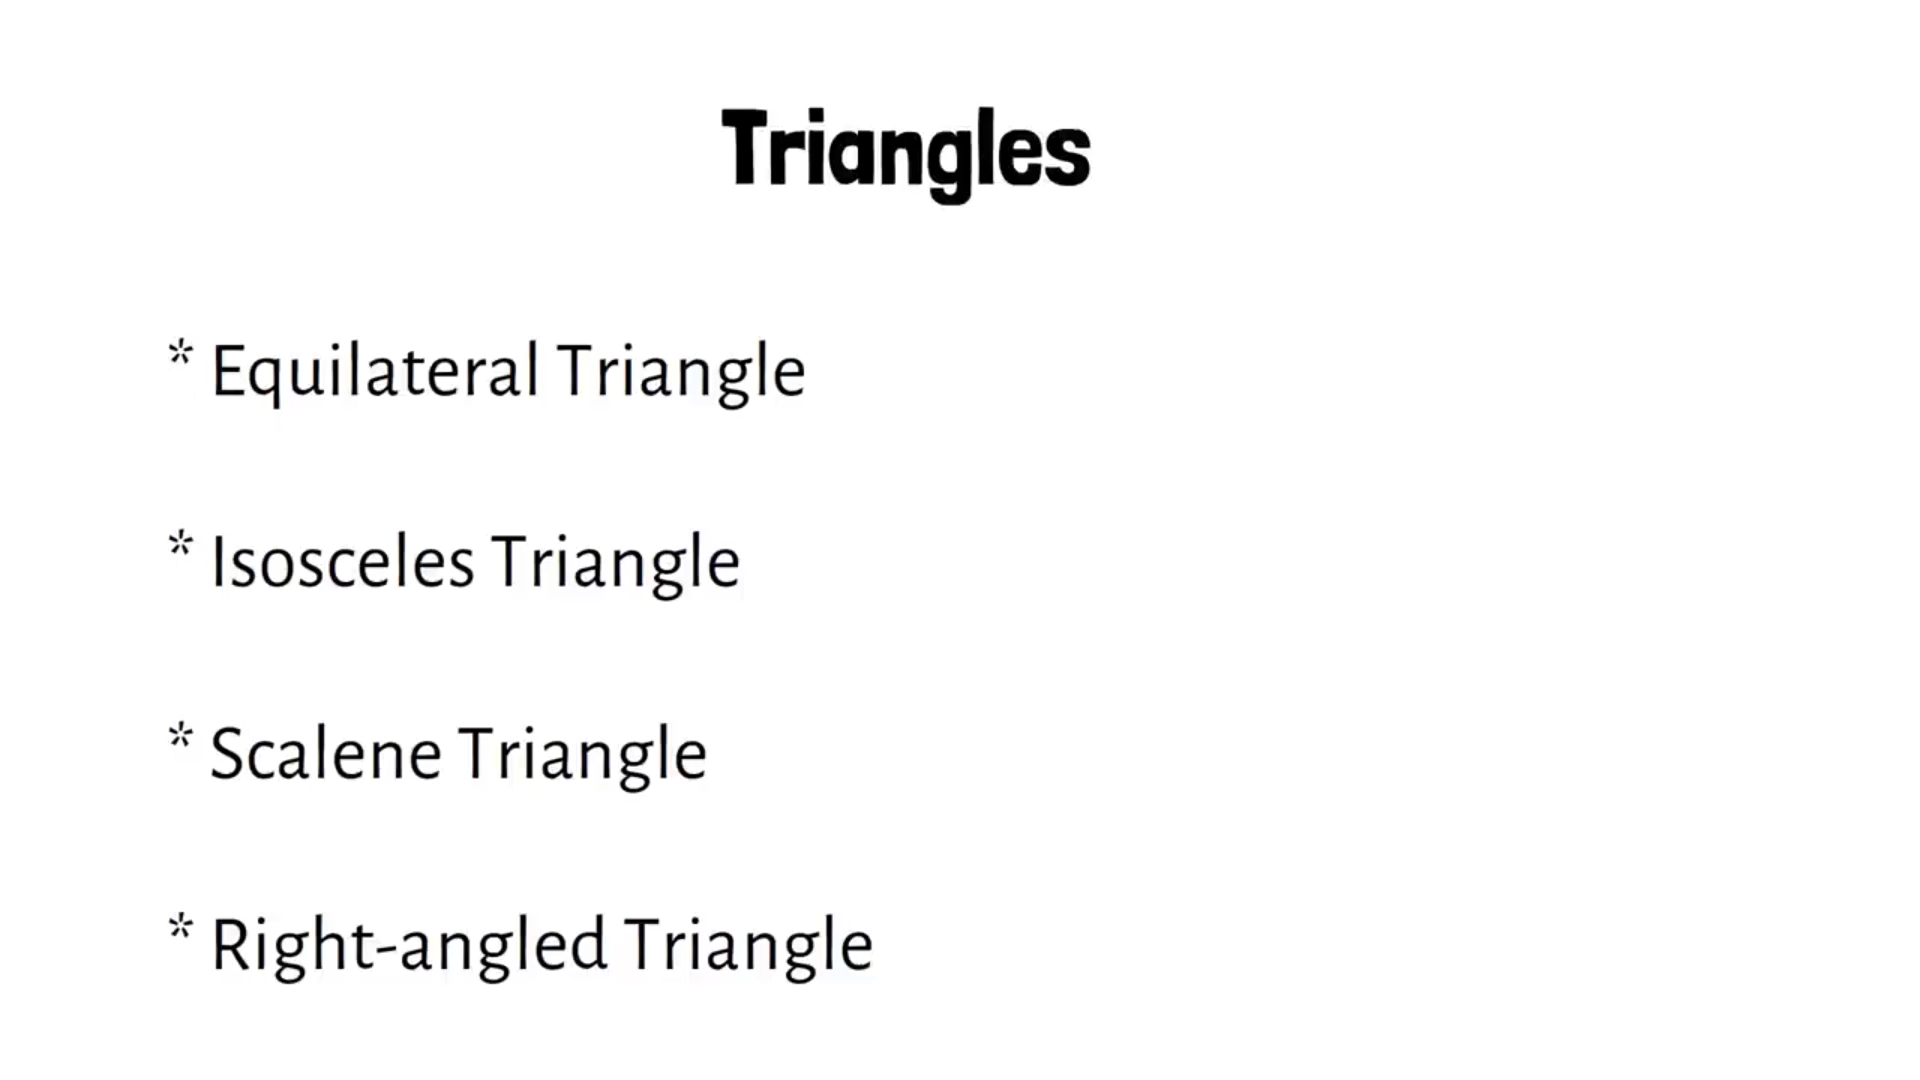 Triangles
* Equilateral Triangle
* Isosceles Triangle
* Scalene Triangle
* Right-angled Triangle